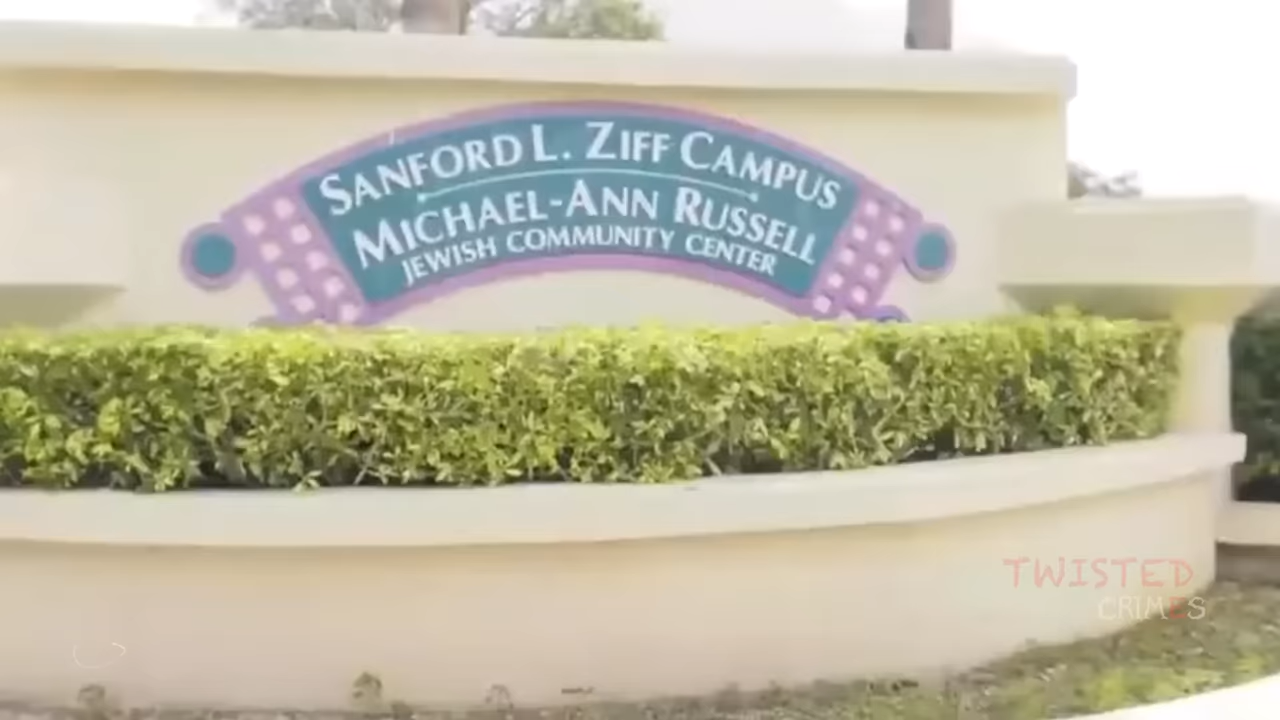 SANFORD L. ZIFF CAMPUS
MICHAEL-ANN RUSSELL
JEWISH COMMUNITY CENTER
TWISTED
CRIMES